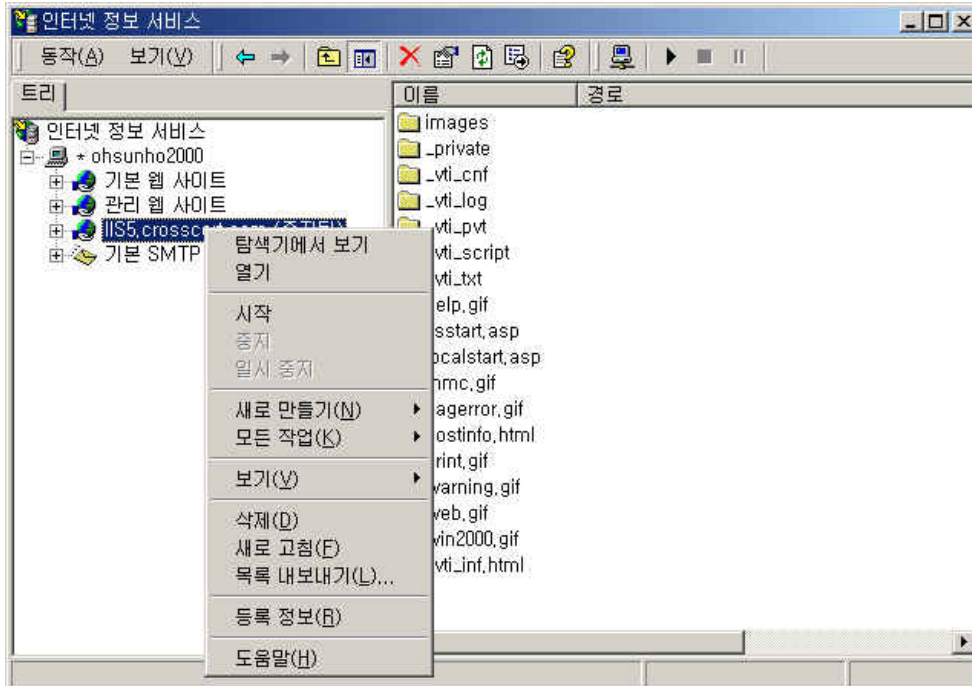 인터넷 정보 서비스
동작(A) 보기(V)
트리
이름 경로
인터넷 정보 서비스
* ohsunho2000
기본 웹 사이트
관리 웹 사이트
기본 SMTP
탐색기에서 보기
열기
시작
중지
일시 중지
새로 만들기(N)
모든 작업(K)
보기(V)
삭제(D)
새로 고침(F)
목록 내보내기(L)...
등록 정보(R)
도움말(H)
images
_private
_vti_cnf
_vti_log
_vti_pvt
vti_script
vti_txt
elp.gif
sstart.asp
ocalstart.asp
mmc.gif
agerror.gif
ostinfo.html
rint.gif
warning.gif
web.gif
win2000.gif
vti_inf.html